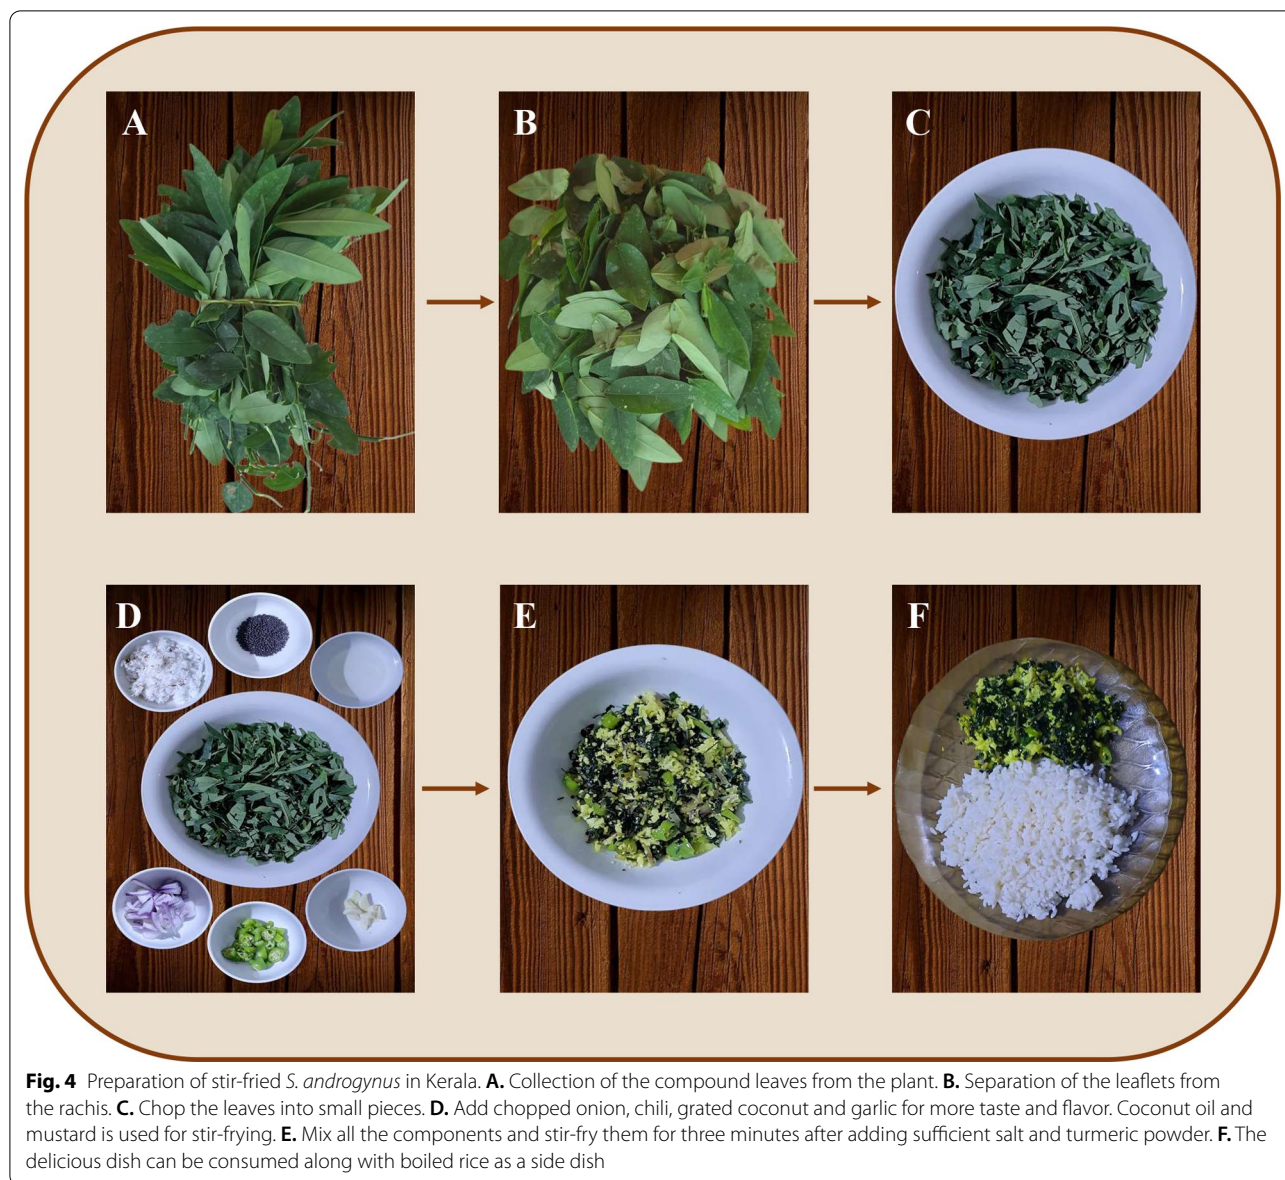 A
B
C
D
E
F
Fig. 4 Preparation of stir-fried S. androgynus in Kerala. A. Collection of the compound leaves from the plant. B. Separation of the leaflets from
the rachis. C. Chop the leaves into small pieces. D. Add chopped onion, chili, grated coconut and garlic for more taste and flavor. Coconut oil and
mustard is used for stir-frying. E. Mix all the components and stir-fry them for three minutes after adding sufficient salt and turmeric powder. F. The
delicious dish can be consumed along with boiled rice as a side dish